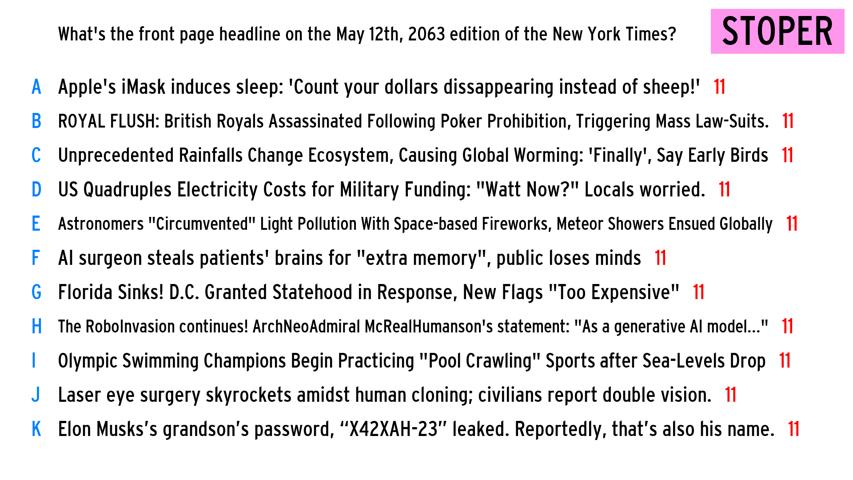 What's the front page headline on the May 12th, 2063 edition of the New York Times?
STOPER
A Apple's iMask induces sleep: 'Count your dollars dissappearing instead of sheep!' 11
B ROYAL FLUSH: British Royals Assassinated Following Poker Prohibition, Triggering Mass Law-Suits. 11
C Unprecedented Rainfalls Change Ecosystem, Causing Global Worming: 'Finally', Say Early Birds 11
D US Quadruples Electricity Costs for Military Funding: "Watt Now?" Locals worried. 11
E Astronomers "Circumvented" Light Pollution With Space-based Fireworks, Meteor Showers Ensued Globally 11
F AI surgeon steals patients' brains for "extra memory", public loses minds 11
G Florida Sinks! D.C. Granted Statehood in Response, New Flags "Too Expensive" 11
H The RoboInvasion continues! ArchNeoAdmiral McRealHumanson's statement: "As a generative AI model..." 11
I Olympic Swimming Champions Begin Practicing "Pool Crawling" Sports after Sea-Levels Drop 11
J Laser eye surgery skyrockets amidst human cloning; civilians report double vision. 11
K Elon Musks’s grandson’s password, “X42XAH-23” leaked. Reportedly, that’s also his name. 11